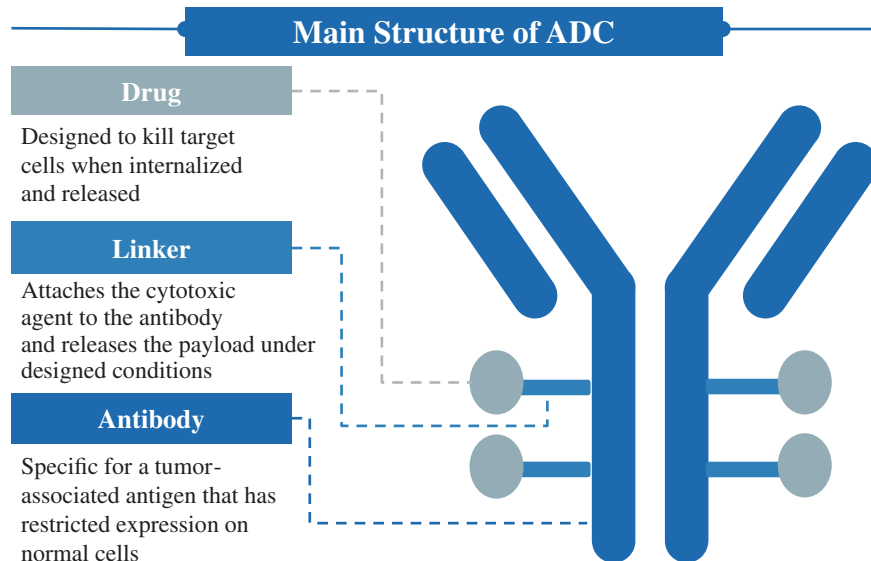 Main Structure of ADC
Drug
Designed to kill target
cells when internalized
and released
Linker
Attaches the cytotoxic
agent to the antibody
and releases the payload under
designed conditions
Antibody
Specific for a tumor-
associated antigen that has
restricted expression on
normal cells